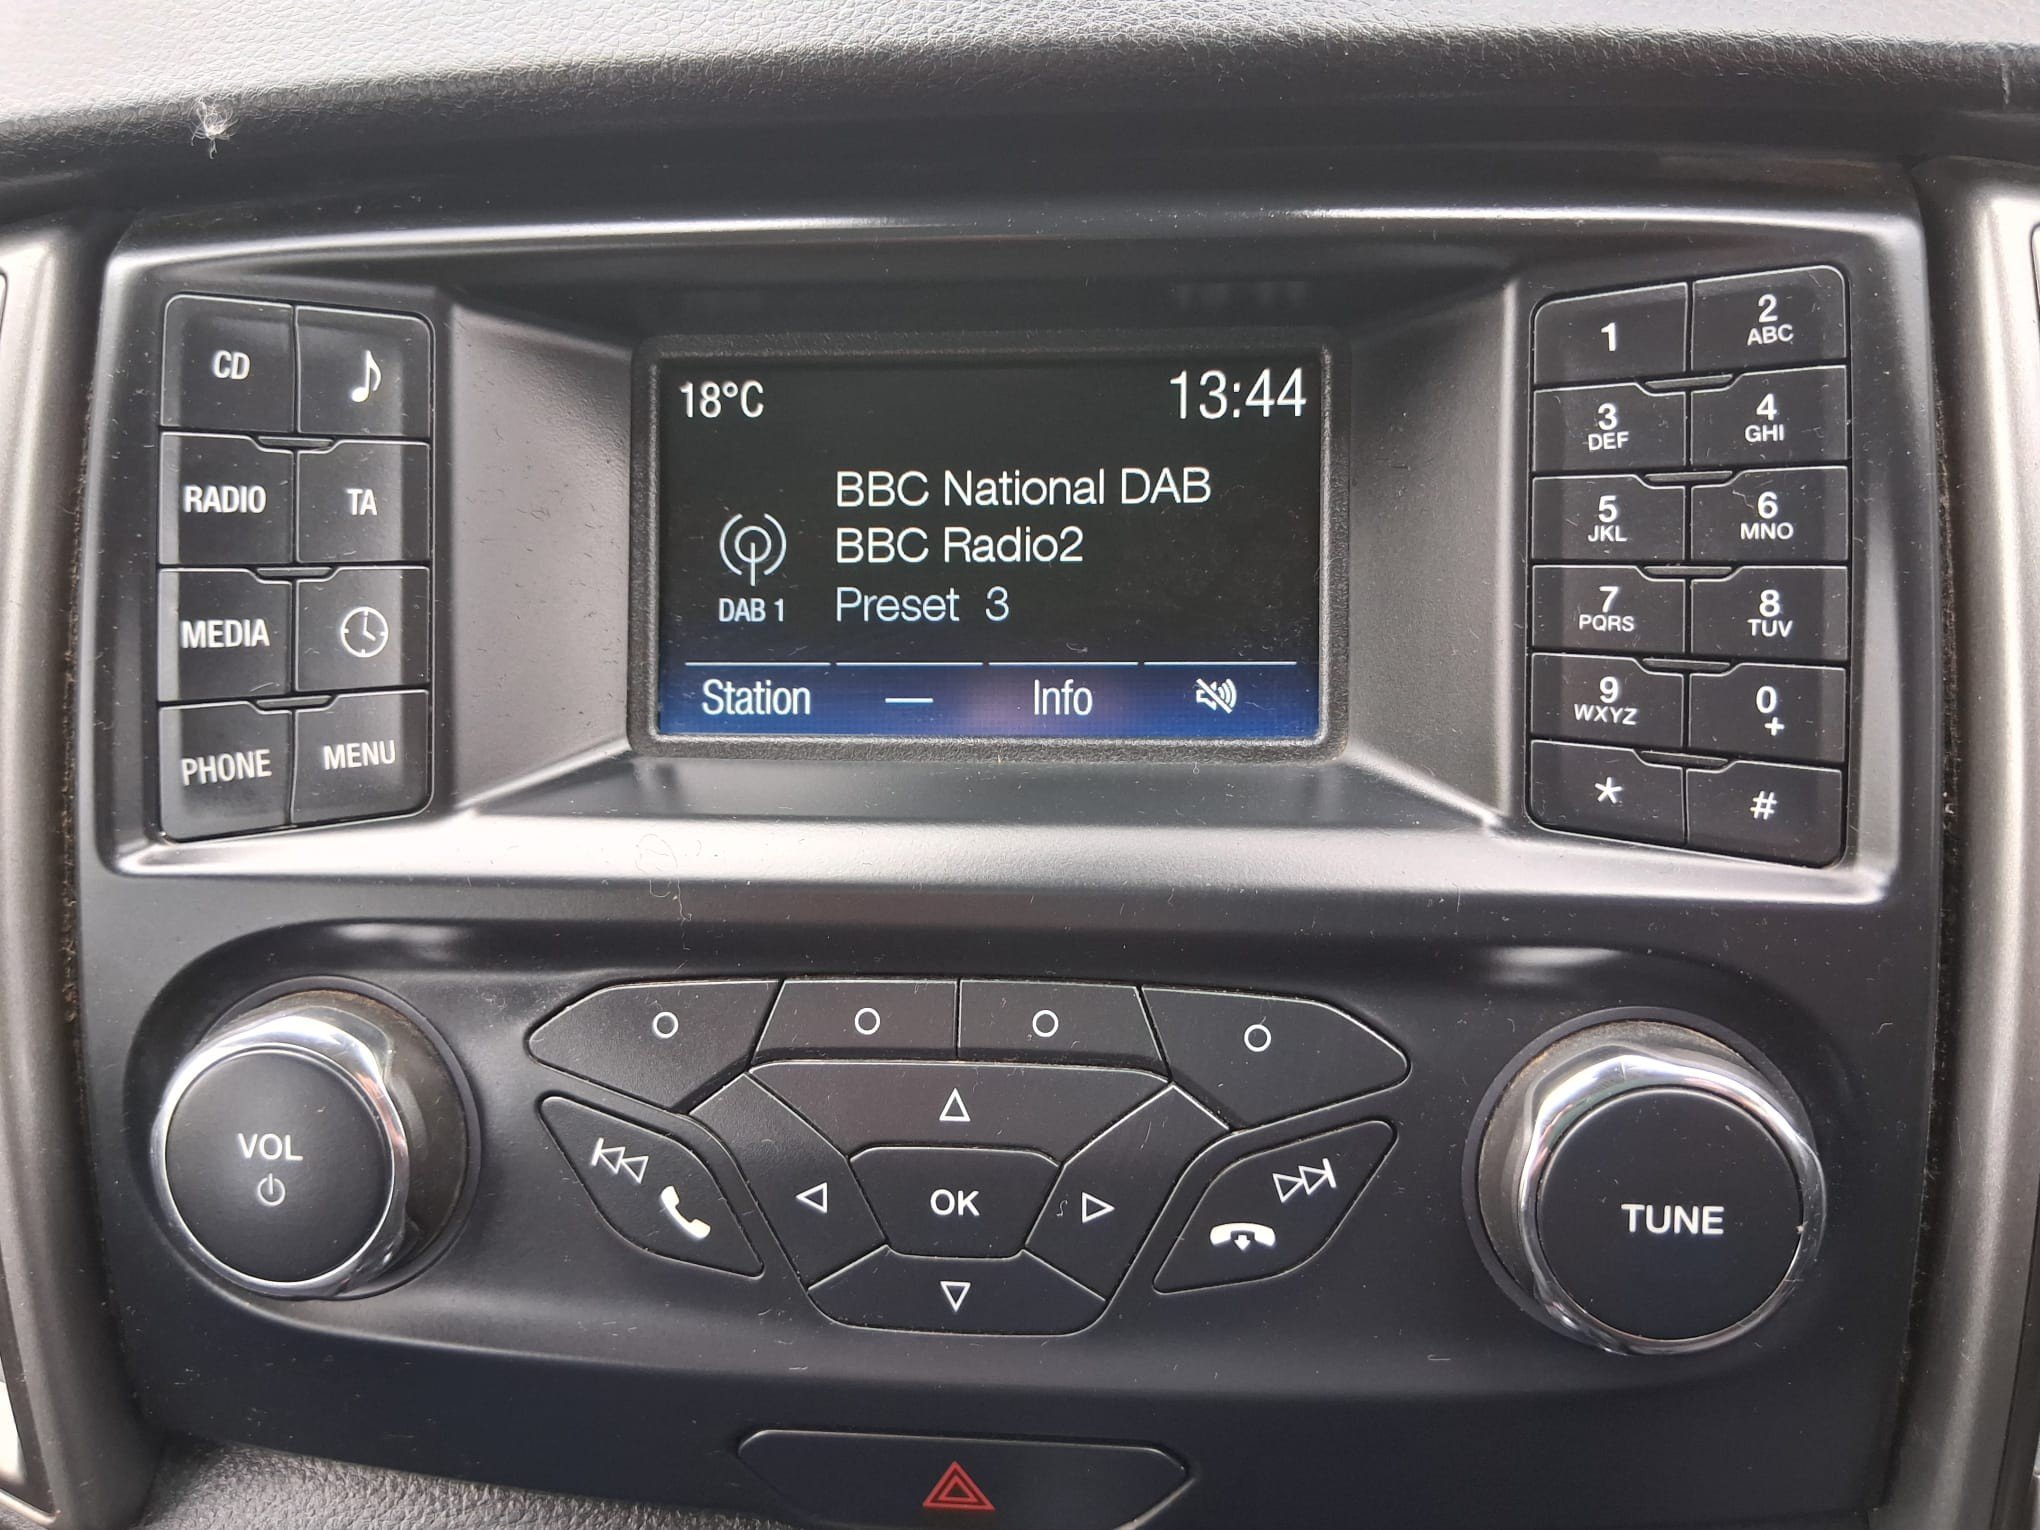 18°C 13:44
BBC National DAB
BBC Radio2
DAB 1 Preset 3
Station — Info
CD
RADIO TA
MEDIA
PHONE MENU
1 2 ABC
3 DEF 4 GHI
5 JKL 6 MNO
7 PQRS 8 TUV
9 WXYZ 0 +
* #
VOL
OK
TUNE